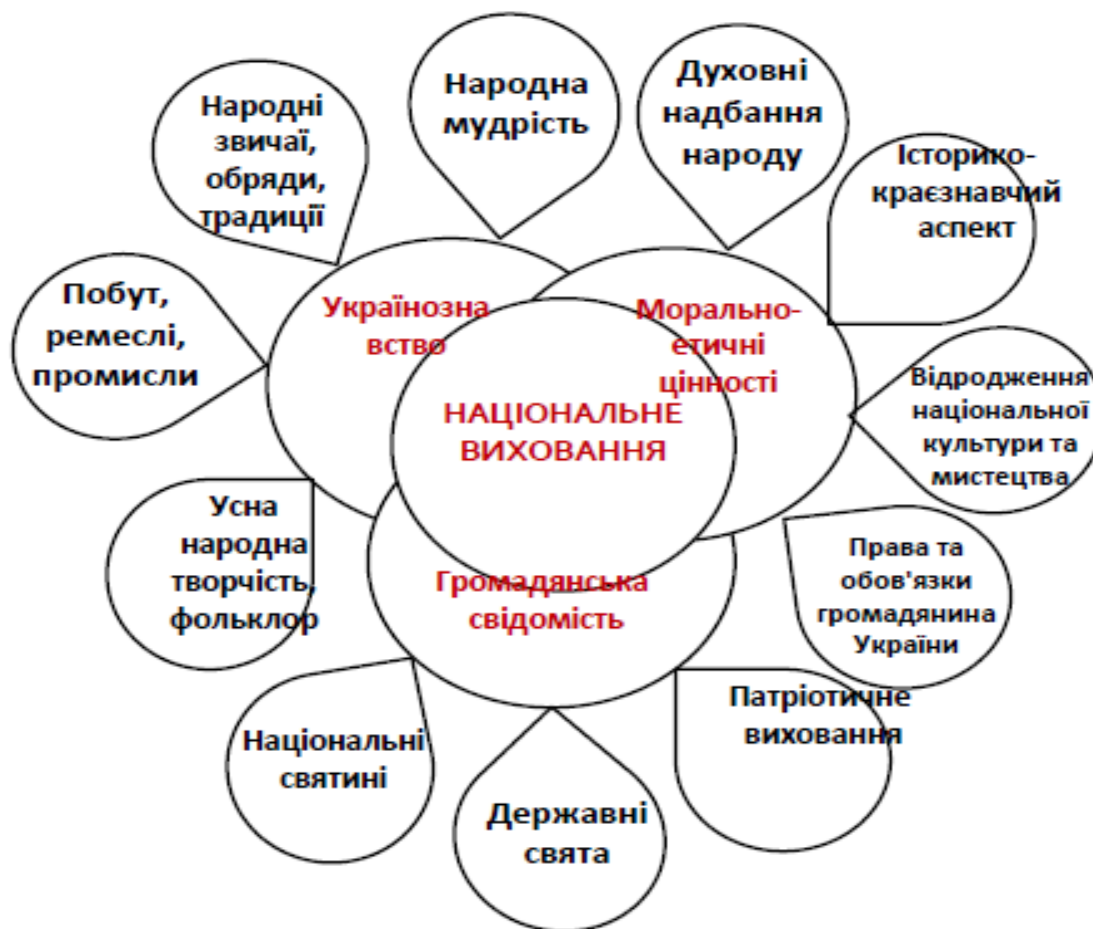 Народна
мудрість
Духовні
надбання
народу
Народні
звичаї,
обряди,
традиції
Історико-
краєзнавчий
аспект
Побут,
ремеслі,
промисли
Українозна
вство
Морально-
етичні
цінності
Відродження
національної
культури та
мистецтва
НАЦІОНАЛЬНЕ
ВИХОВАННЯ
Усна
народна
творчість,
фольклор
Права та
обов'язки
громадянина
України
Громадянська
свідомість
Національні
святині
Патріотичне
виховання
Державні
свята